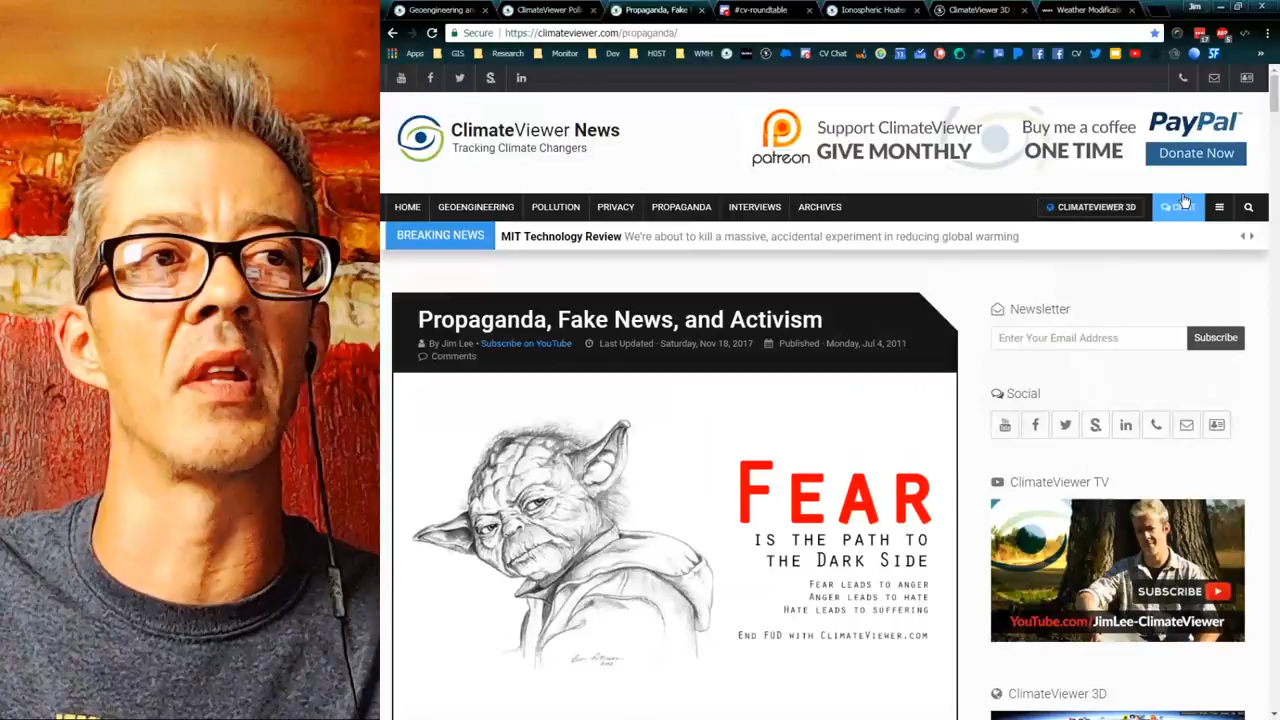 Geoengineering an
ClimateViewer Poll
Propaganda, Fake
#cv-roundtable
Ionospheric Heate
ClimateViewer 3D
Weather Modificat
Jim
Secure
https://climateviewer.com/propaganda/
Apps
GIS
Research
Monitor
Dev
H0ST
WMH
CV Chat
CV
ClimateViewer News
Tracking Climate Changers
patreon
Support ClimateViewer
GIVE MONTHLY
Buy me a coffee
ONE TIME
PayPal
Donate Now
HOME
GEOENGINEERING
POLLUTION
PRIVACY
PROPAGANDA
INTERVIEWS
ARCHIVES
CLIMATEVIEWER 3D
BREAKING NEWS
MIT Technology Review We're about to kill a massive, accidental experiment in reducing global warming
Propaganda, Fake News, and Activism
By Jim Lee • Subscribe on YouTube
Last Updated · Saturday, Nov 18, 2017
Published · Monday, Jul 4, 2011
Comments
FEAR
IS THE PATH TO
THE DARK SIDE
FEAR LEADS TO ANGER
ANGER LEADS TO HATE
HATE LEADS TO SUFFERING
END FUD WITH CLIMATEVIEWER.COM
Newsletter
Enter Your Email Address
Subscribe
Social
ClimateViewer TV
SUBSCRIBE
YouTube.com/JimLee-ClimateViewer
ClimateViewer 3D